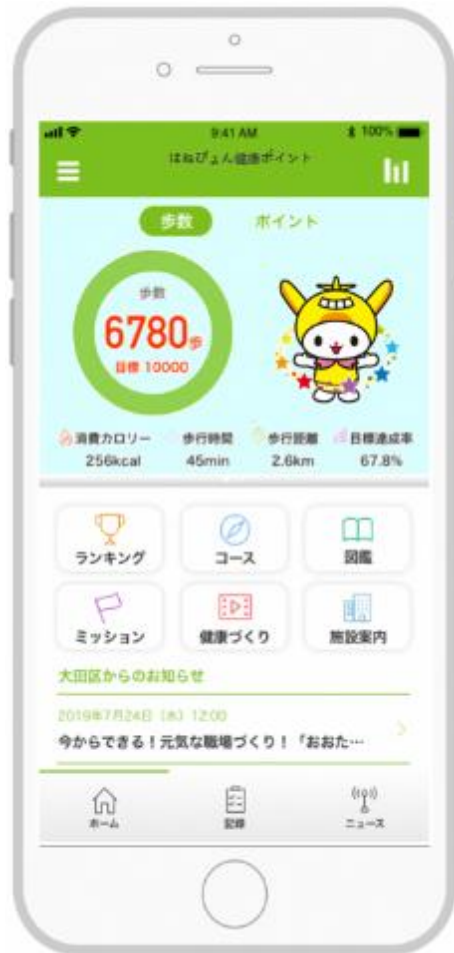 9:41 AM 100%
はねぴょん健康ポイント
歩数 ポイント
歩数
6780歩
目標 10000
消費カロリー 歩行時間 歩行距離 目標達成率
256kcal 45min 2.6km 67.8%
ランキング コース 図鑑
ミッション 健康づくり 施設案内
大田区からのお知らせ
2019年7月24日（水）12:00
今からできる！元気な職場づくり！「おおた…
ホーム 記録 ニュース